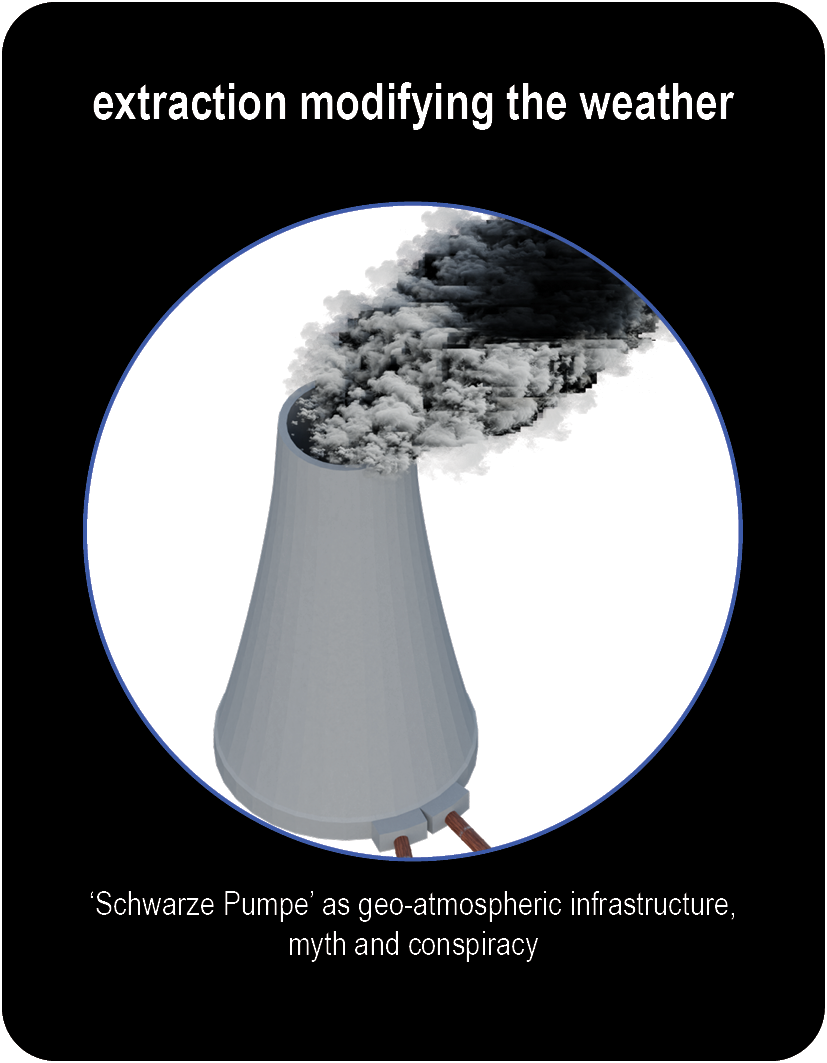 extraction modifying the weather
‘Schwarze Pumpe’ as geo-atmospheric infrastructure,
myth and conspiracy